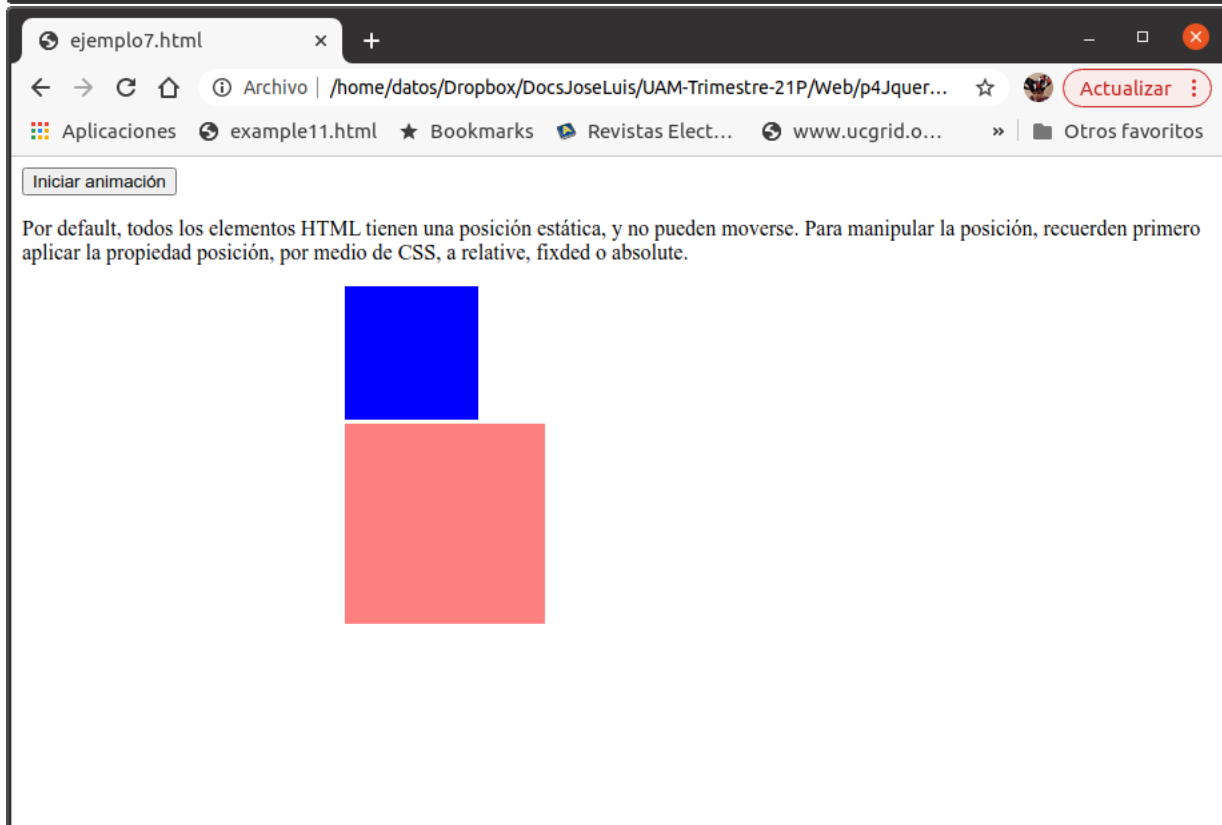 ejemplo7.html
Archivo | /home/datos/Dropbox/DocsJoseLuis/UAM-Trimestre-21P/Web/p4Jquer...
Actualizar
Aplicaciones example11.html Bookmarks Revistas Elect... www.ucgrid.o... » Otros favoritos
Iniciar animación
Por default, todos los elementos HTML tienen una posición estática, y no pueden moverse. Para manipular la posición, recuerden primero
aplicar la propiedad posición, por medio de CSS, a relative, fixded o absolute.